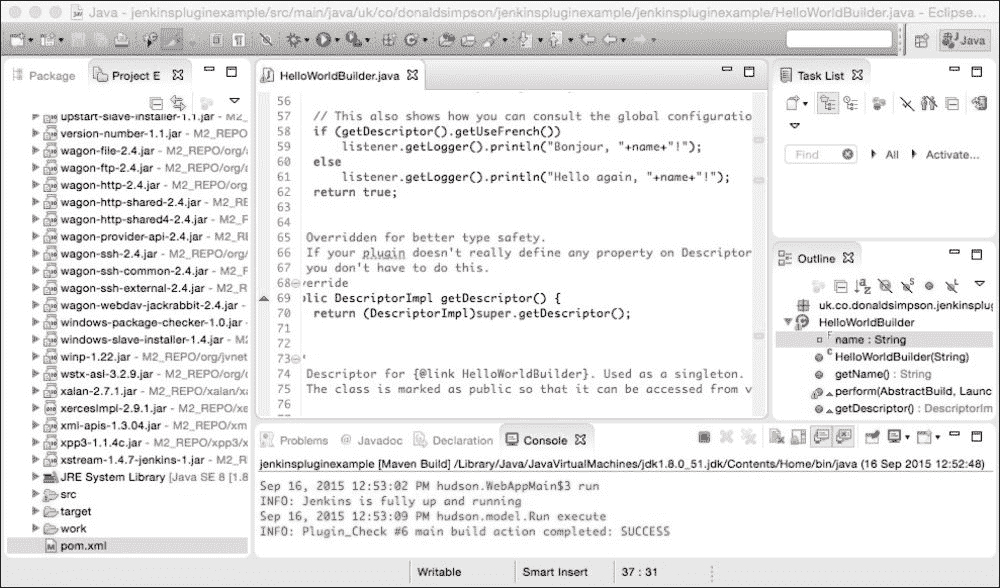 Java - jenkinspluginexample/src/main/java/uk/co/donaldsimpson/jenkinspluginexample/jenkinspluginexample/HelloWorldBuilder.java - Eclipse...
Java
Package
Project E
upstart-slave-installer-1.1.jar - M2_REPO
version-number-1.1.jar - M2_REPO/org/j
wagon-file-2.4.jar - M2_REPO/org/a
wagon-ftp-2.4.jar - M2_REPO/org/ap
wagon-http-2.4.jar - M2_REPO/org
wagon-http-shared-2.4.jar - M2_REP
wagon-http-shared4-2.4.jar - M2_RE
wagon-provider-api-2.4.jar - M2_RE
wagon-ssh-2.4.jar - M2_REPO/org/a
wagon-ssh-common-2.4.jar - M2_RE
wagon-ssh-external-2.4.jar - M2_RE
wagon-webdav-jackrabbit-2.4.jar - M
windows-package-checker-1.0.jar - M
windows-slave-installer-1.4.jar - M2
winp-1.22.jar - M2_REPO/org/jvnet
wstx-asl-3.2.9.jar - M2_REPO/org/c
xalan-2.7.1.jar - M2_REPO/xalan/xa
xercesImpl-2.9.1.jar - M2_REPO/xer
xml-apis-1.3.04.jar - M2_REPO/xml
xpp3-1.1.4c.jar - M2_REPO/xpp3/x
xstream-1.4.7-jenkins-1.jar - M2_R
JRE System Library [Java SE 8 [1.8
src
target
work
pom.xml
HelloWorldBuilder.java
56
57 // This also shows how you can consult the global configuratio
58 if (getDescriptor().getUseFrench())
59 listener.getLogger().println("Bonjour, "+name+"!");
60 else
61 listener.getLogger().println("Hello again, "+name+"!");
62 return true;
63
64
65 Overridden for better type safety.
66 If your plugin doesn't really define any property on Descriptor
67 you don't have to do this.
68 verride
69 blic DescriptorImpl getDescriptor() {
70 return (DescriptorImpl)super.getDescriptor();
71
72
73 *
74 Descriptor for {@link HelloWorldBuilder}. Used as a singleton.
75 The class is marked as public so that it can be accessed from v
76
Task List
Find
All
Activate...
Outline
uk.co.donaldsimpson.jenkinsp
HelloWorldBuilder
name : String
HelloWorldBuilder(String)
getName() : String
perform(AbstractBuild, Launc
getDescriptor() : DescriptorIm
Problems
@ Javadoc
Declaration
Console
jenkinspluginexample [Maven Build] /Library/Java/JavaVirtualMachines/jdk1.8.0_51.jdk/Contents/Home/bin/java (16 Sep 2015 12:52:48)
Sep 16, 2015 12:53:02 PM hudson.WebAppMain$3 run
INFO: Jenkins is fully up and running
Sep 16, 2015 12:53:09 PM hudson.model.Run execute
INFO: Plugin_Check #6 main build action completed: SUCCESS
Writable
Smart Insert
37 : 31